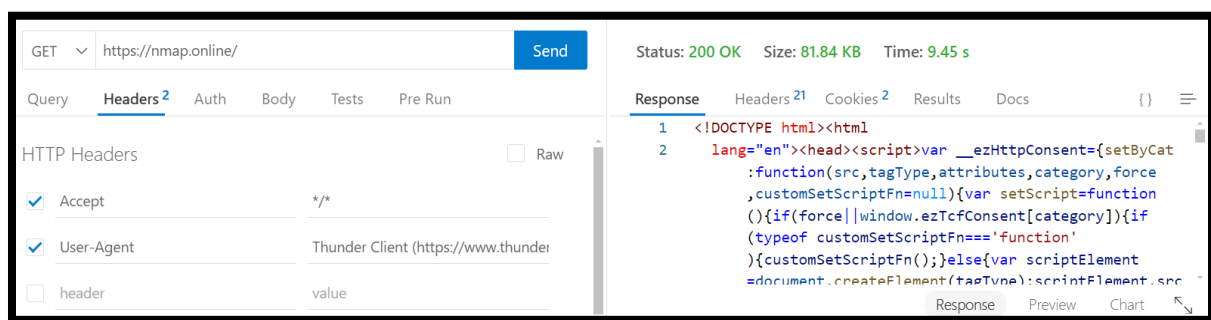 GET https://nmap.online/ Send
Query Headers 2 Auth Body Tests Pre Run
HTTP Headers Raw
Accept */*
User-Agent Thunder Client (https://www.thunder
header value
Status: 200 OK Size: 81.84 KB Time: 9.45 s
Response Headers 21 Cookies 2 Results Docs { }
1 <!DOCTYPE html><html
2 lang="en"><head><script>var __ezHttpConsent={setByCat
:function(src,tagType,attributes,category,force
,customSetScriptFn=null){var setScript=function
(){if(force||window.ezTcfConsent[category]){if
(typeof customSetScriptFn==='function'
){customSetScriptFn();}else{var scriptElement
=document.createElement(tagType);scriptElement.src
Response Preview Chart